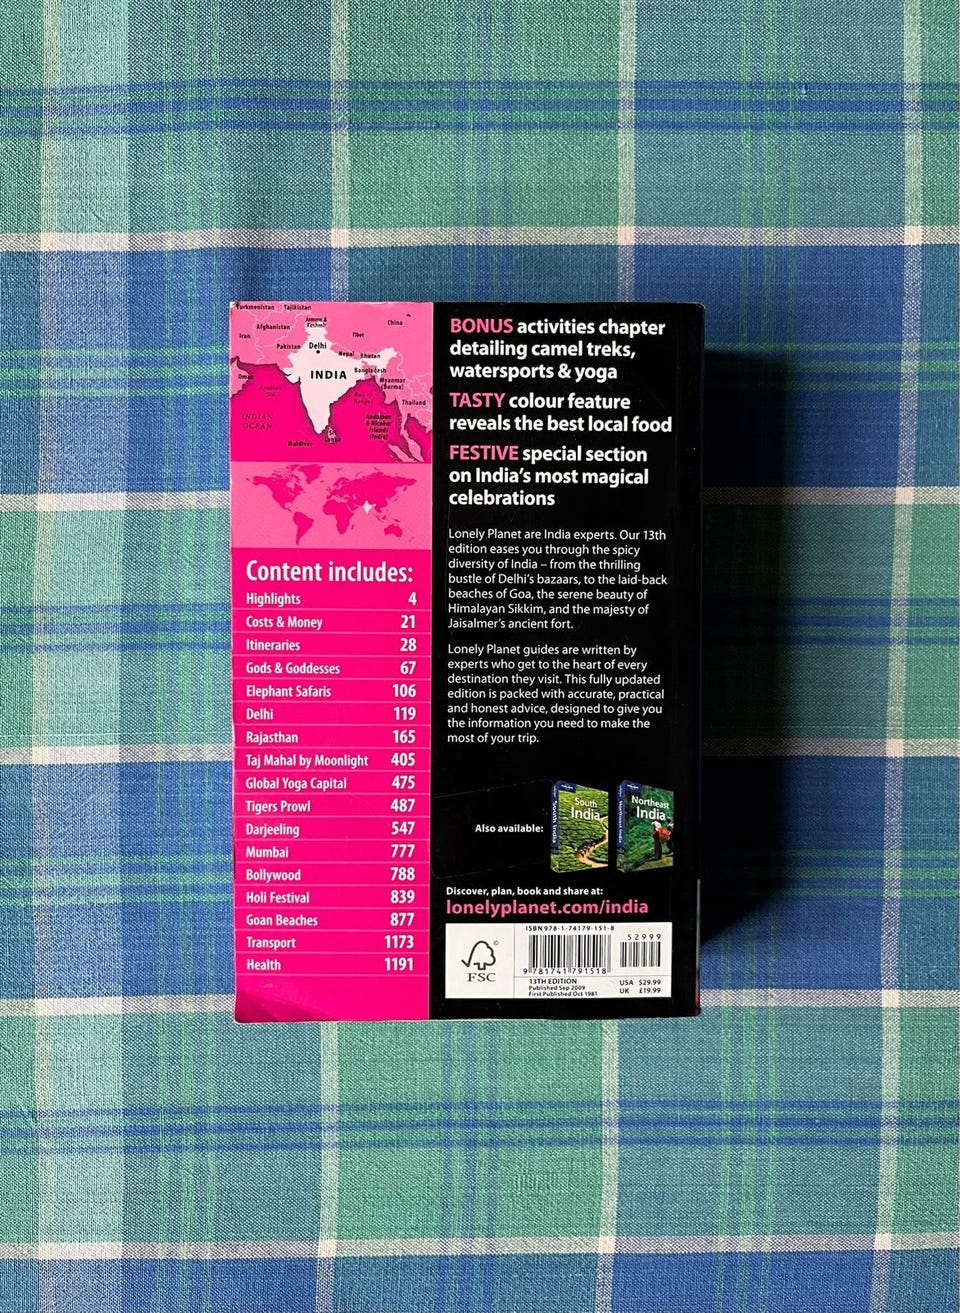 Turkmenistan Tajikistan
China
Jammu &
Kashmir
Afghanistan
Iran
Tibet
Pakistan
Delhi
Nepal
Bhutan
Oman
INDIA
Bangladesh
Myanmar
(Burma)
Arabian
Sea
Bay of
Bengal
Thailand
INDIAN
OCEAN
Andaman
& Nicobar
Islands
(India)
Sri
Lanka
Maldives
Content includes:
Highlights 4
Costs & Money 21
Itineraries 28
Gods & Goddesses 67
Elephant Safaris 106
Delhi 119
Rajasthan 165
Taj Mahal by Moonlight 405
Global Yoga Capital 475
Tigers Prowl 487
Darjeeling 547
Mumbai 777
Bollywood 788
Holi Festival 839
Goan Beaches 877
Transport 1173
Health 1191
BONUS activities chapter
detailing camel treks,
watersports & yoga
TASTY colour feature
reveals the best local food
FESTIVE special section
on India's most magical
celebrations
Lonely Planet are India experts. Our 13th
edition eases you through the spicy
diversity of India – from the thrilling
bustle of Delhi's bazaars, to the laid-back
beaches of Goa, the serene beauty of
Himalayan Sikkim, and the majesty of
Jaisalmer's ancient fort.
Lonely Planet guides are written by
experts who get to the heart of every
destination they visit. This fully updated
edition is packed with accurate, practical
and honest advice, designed to give you
the information you need to make the
most of your trip.
Also available:
South India
South
India
Northeast India
Northeast
India
Discover, plan, book and share at:
lonelyplanet.com/india
FSC
ISBN 978-1-74179-151-8
52999
9 781741 791518
13TH EDITION
Published Sep 2009
First Published Oct 1981
USA $29.99
UK £19.99